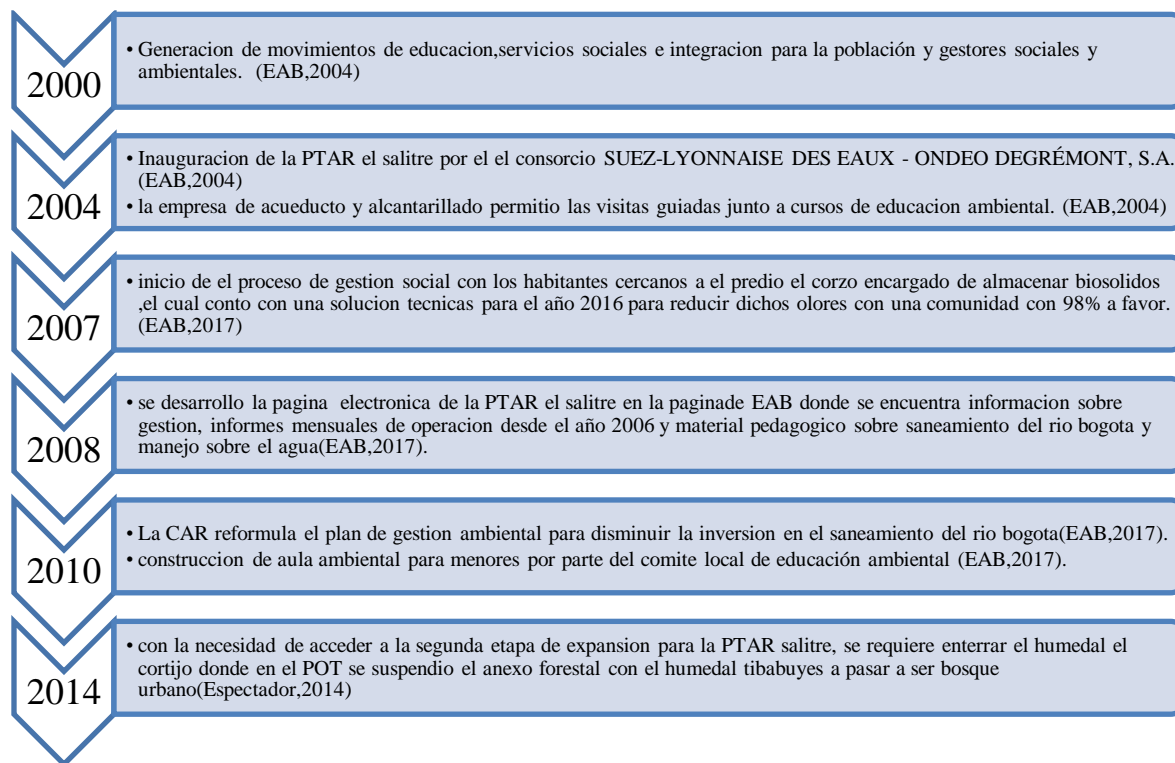 2000
• Generacion de movimientos de educacion,servicios sociales e integracion para la población y gestores sociales y
ambientales. (EAB,2004)
2004
• Inauguracion de la PTAR el salitre por el el consorcio SUEZ-LYONNAISE DES EAUX - ONDEO DEGRÉMONT, S.A.
(EAB,2004)
• la empresa de acueducto y alcantarillado permitio las visitas guiadas junto a cursos de educacion ambiental. (EAB,2004)
2007
• inicio de el proceso de gestion social con los habitantes cercanos a el predio el corzo encargado de almacenar biosolidos
,el cual conto con una solucion tecnicas para el año 2016 para reducir dichos olores con una comunidad con 98% a favor.
(EAB,2017)
2008
• se desarrollo la pagina electronica de la PTAR el salitre en la paginade EAB donde se encuentra informacion sobre
gestion, informes mensuales de operacion desde el año 2006 y material pedagogico sobre saneamiento del rio bogota y
manejo sobre el agua(EAB,2017).
2010
• La CAR reformula el plan de gestion ambiental para disminuir la inversion en el saneamiento del rio bogota(EAB,2017).
• construccion de aula ambiental para menores por parte del comite local de educación ambiental (EAB,2017).
2014
• con la necesidad de acceder a la segunda etapa de expansion para la PTAR salitre, se requiere enterrar el humedal el
cortijo donde en el POT se suspendio el anexo forestal con el humedal tibabuyes a pasar a ser bosque
urbano(Espectador,2014)